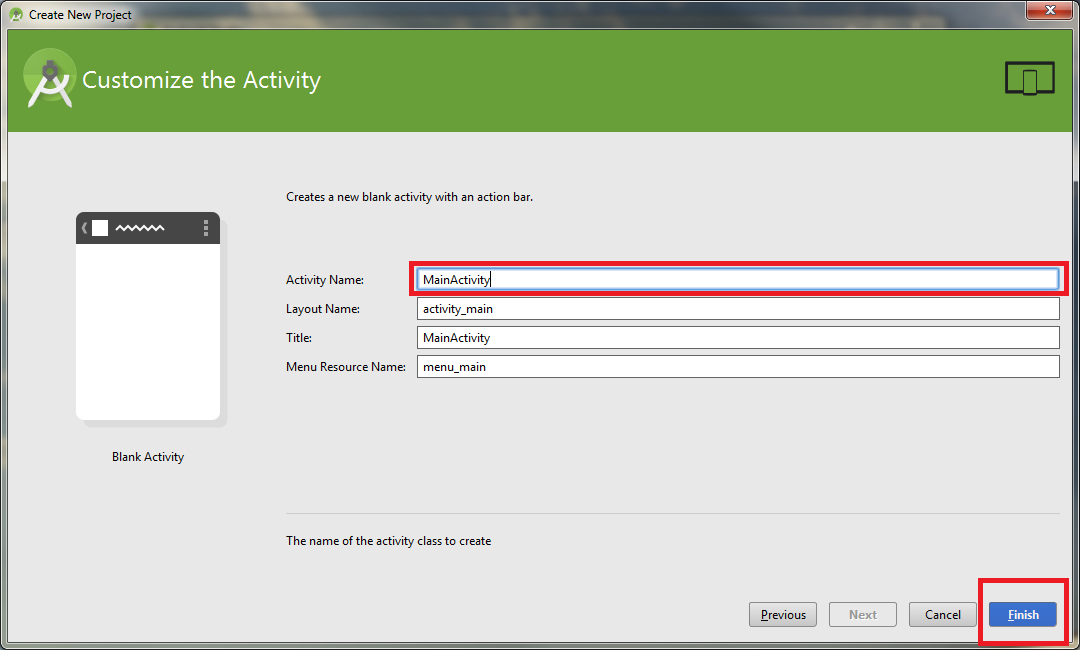 Create New Project
Customize the Activity
Creates a new blank activity with an action bar.
Activity Name: MainActivity
Layout Name: activity_main
Title: MainActivity
Menu Resource Name: menu_main
Blank Activity
The name of the activity class to create
Previous Next Cancel Finish